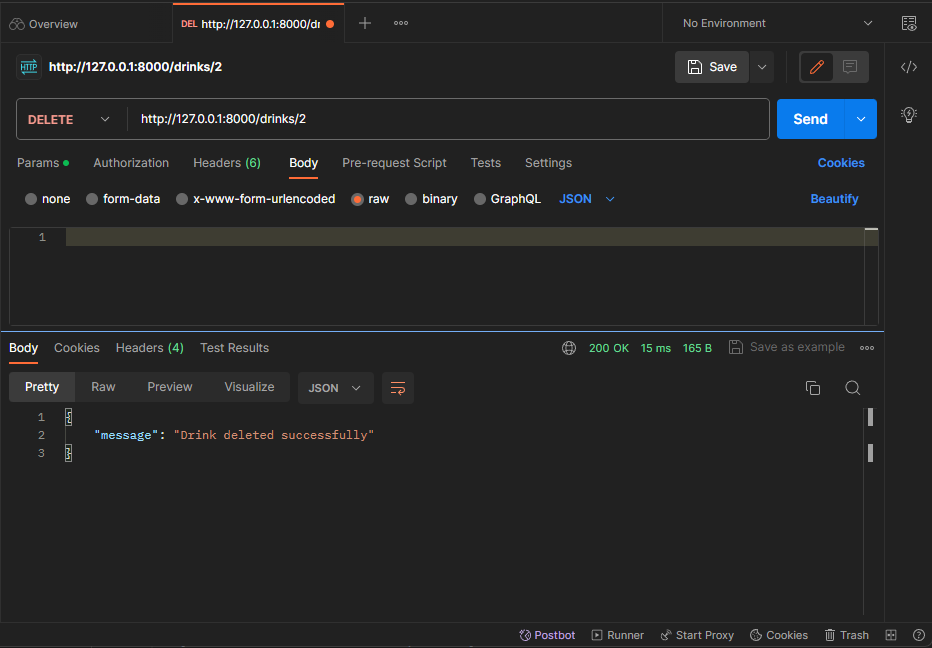 Overview DEL http://127.0.0.1:8000/dr No Environment
HTTP http://127.0.0.1:8000/drinks/2 Save
DELETE http://127.0.0.1:8000/drinks/2 Send
Params Authorization Headers (6) Body Pre-request Script Tests Settings Cookies
none form-data x-www-form-urlencoded raw binary GraphQL JSON Beautify
1
Body Cookies Headers (4) Test Results 200 OK 15 ms 165 B Save as example
Pretty Raw Preview Visualize JSON
1 {
2 "message": "Drink deleted successfully"
3 }
Postbot Runner Start Proxy Cookies Trash